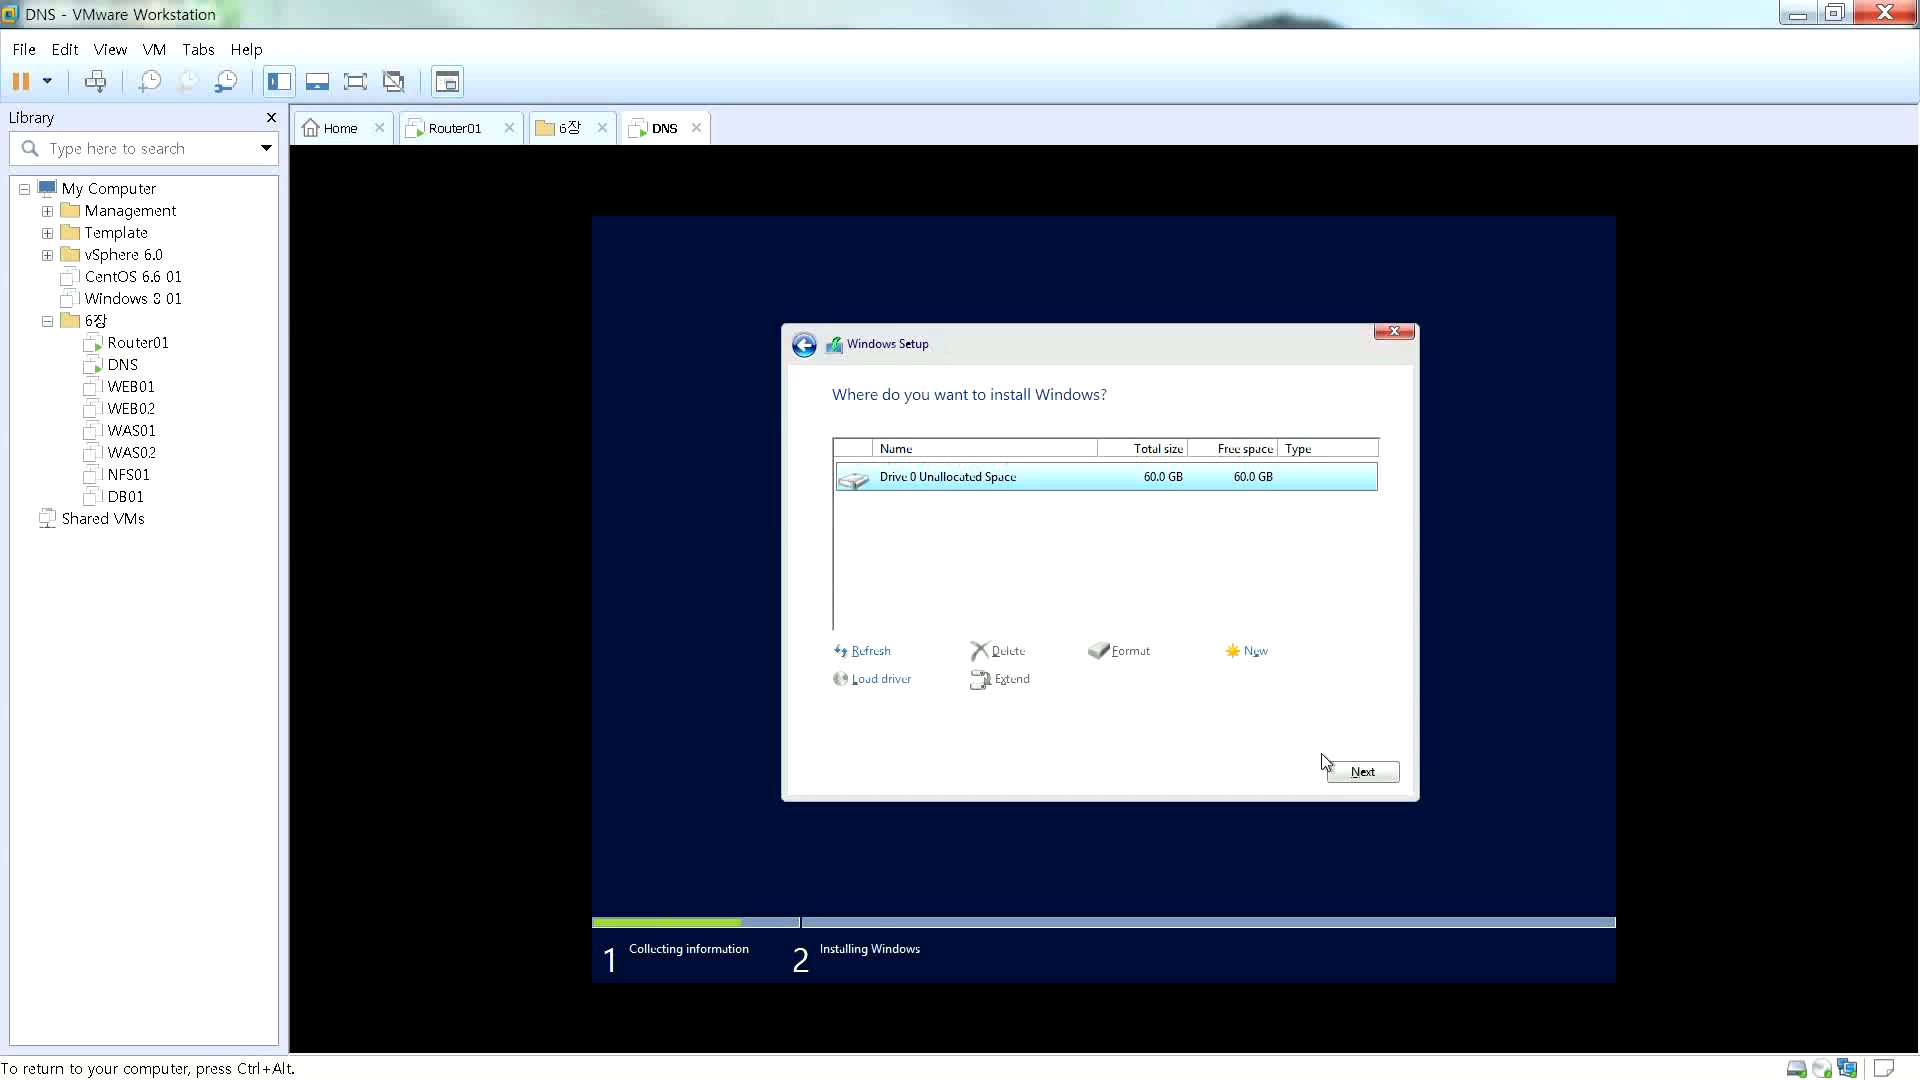 DNS - VMware Workstation
File Edit View VM Tabs Help
Library
Type here to search
My Computer
Management
Template
vSphere 6.0
CentOS 6.6 01
Windows 8 01
6장
Router01
DNS
WEB01
WEB02
WAS01
WAS02
NFS01
DB01
Shared VMs
Home Router01 6장 DNS
Windows Setup
Where do you want to install Windows?
Name Total size Free space Type
Drive 0 Unallocated Space 60.0 GB 60.0 GB
Refresh Delete Format New
Load driver Extend
Next
1 Collecting information 2 Installing Windows
To return to your computer, press Ctrl+Alt.